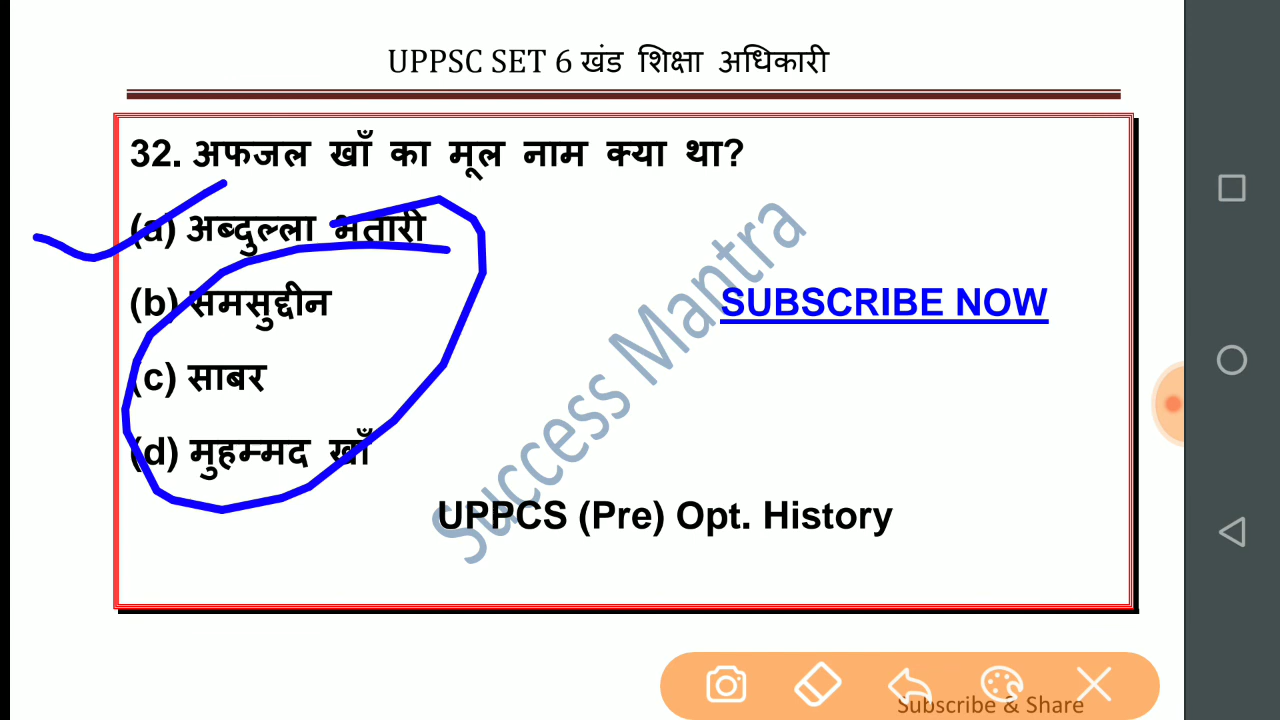 UPPSC SET 6 खंड शिक्षा अधिकारी
32. अफजल खाँ का मूल नाम क्या था?
(a) अब्दुल्ला भतारी
(b) समसुद्दीन
SUBSCRIBE NOW
(c) साबर
(d) मुहम्मद खाँ
Success Mantra
UPPCS (Pre) Opt. History
Subscribe & Share